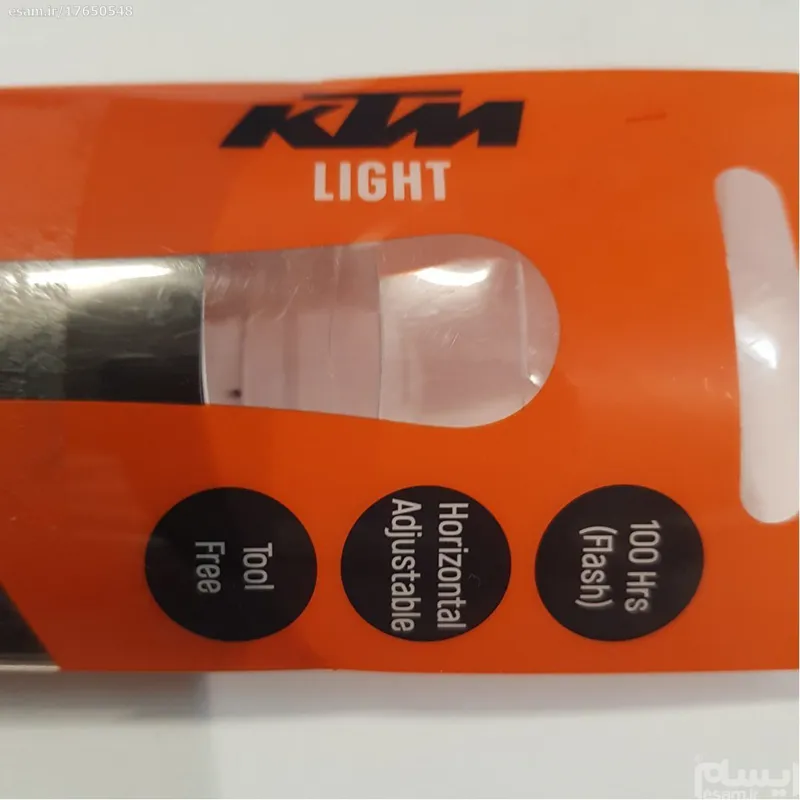 esam.ir/17650548
KTM
LIGHT
Tool
Free
Horizontal
Adjustable
100 Hrs
(Flash)
ایسام
esam.ir